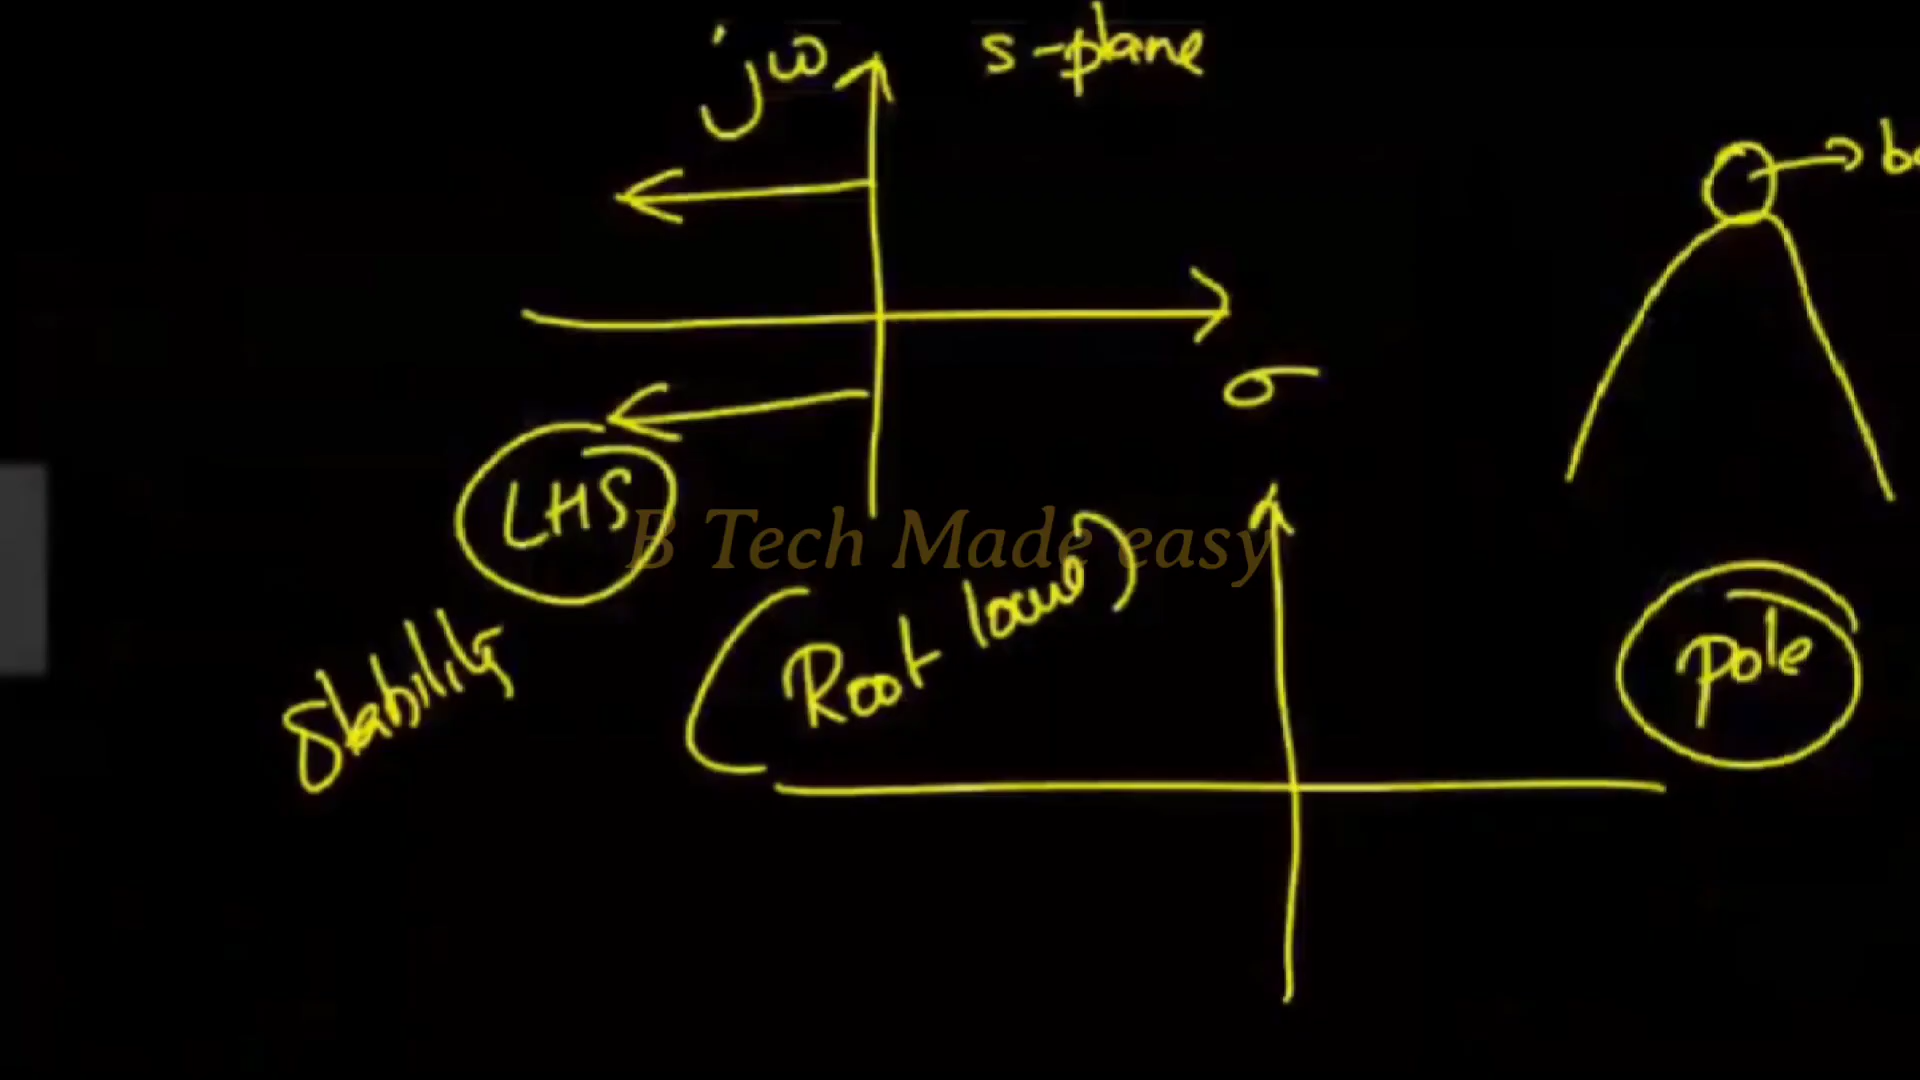 jω
s-plane
σ
LHS
B Tech Made easy
Root locus
Stability
pole